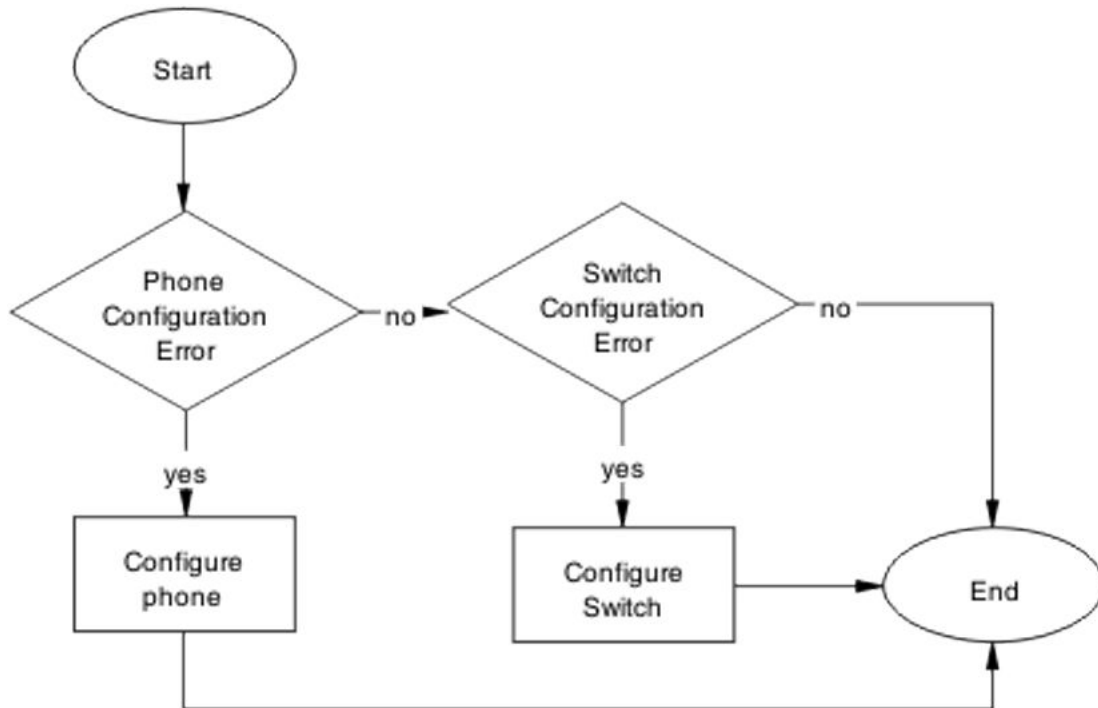 Start
Phone
Configuration
Error
no
Switch
Configuration
Error
no
yes
yes
Configure
phone
Configure
Switch
End